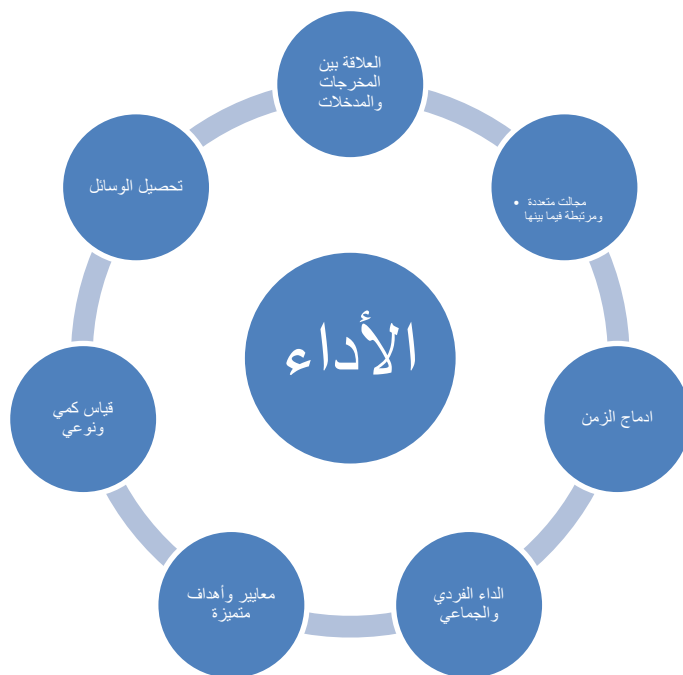 العلاقة بين
المخرجات
والمدخلات
• مجالت متعددة
ومرتبطة فيما بينها
ادماج الزمن
الداء الفردي
والجماعي
معايير وأهداف
متميزة
قياس كمي
ونوعي
تحصيل الوسائل
الأداء